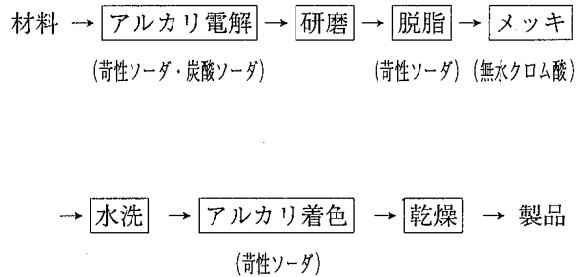 材料 → アルカリ電解 → 研磨 → 脱脂 → メッキ
(苛性ソーダ・炭酸ソーダ) (苛性ソーダ) (無水クロム酸)
→ 水洗 → アルカリ着色 → 乾燥 → 製品
(苛性ソーダ)